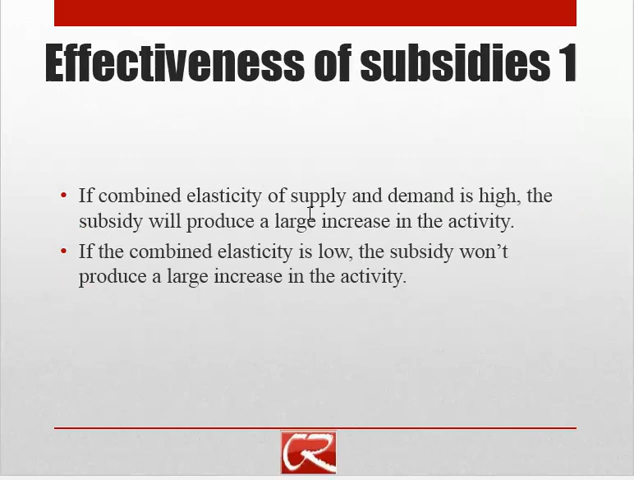 Effectiveness of subsidies 1
• If combined elasticity of supply and demand is high, the
subsidy will produce a large increase in the activity.
• If the combined elasticity is low, the subsidy won't
produce a large increase in the activity.
CR